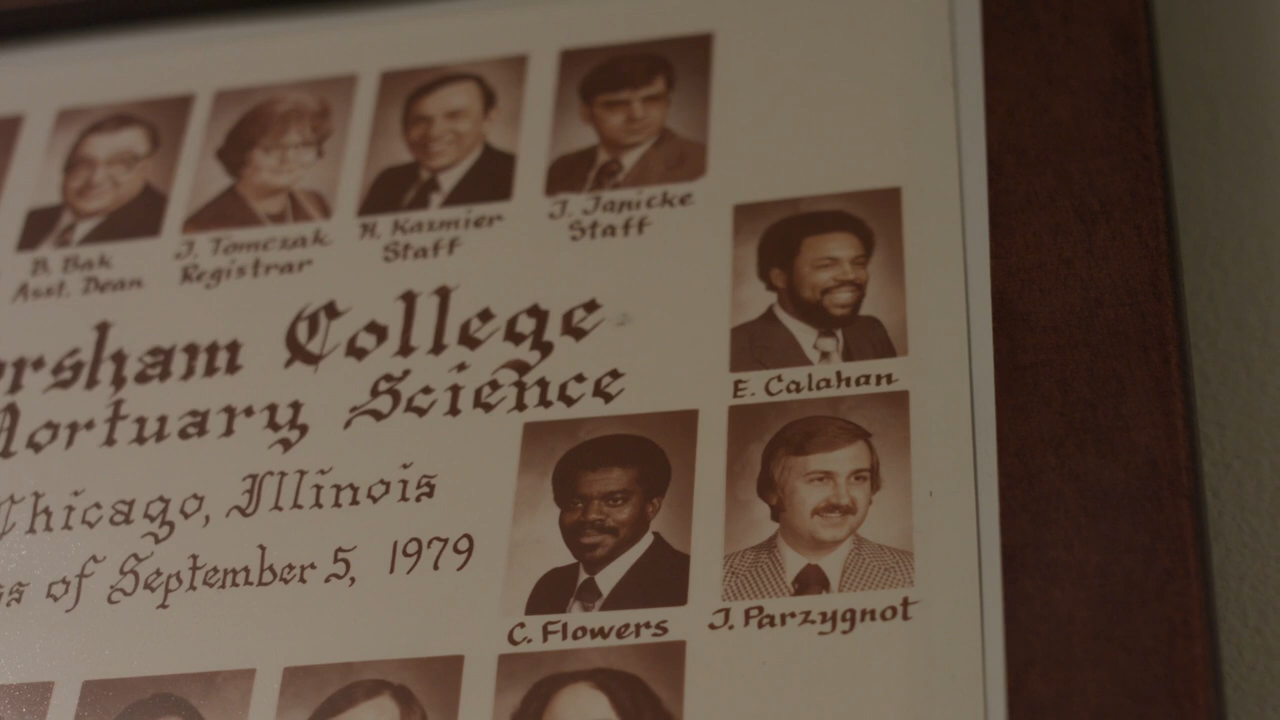 B. Bak
Asst. Dean
J. Tomczak
Registrar
H. Kazmier
Staff
J. Janicke
Staff
E. Calahan
College
Mortuary Science
Chicago, Illinois
of September 5, 1979
C. Flowers
J. Parzygnot